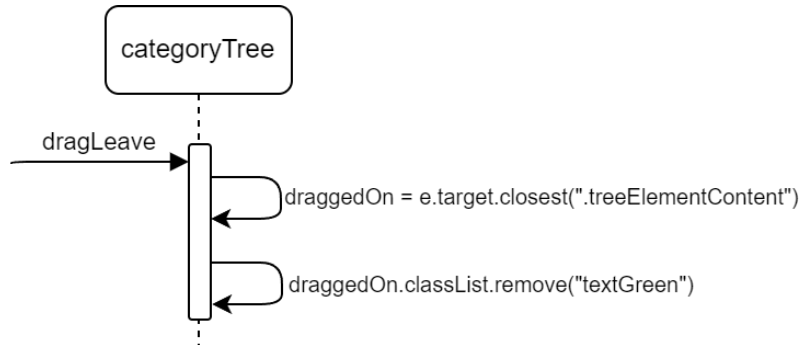 categoryTree
dragLeave
draggedOn = e.target.closest(".treeElementContent")
draggedOn.classList.remove("textGreen")